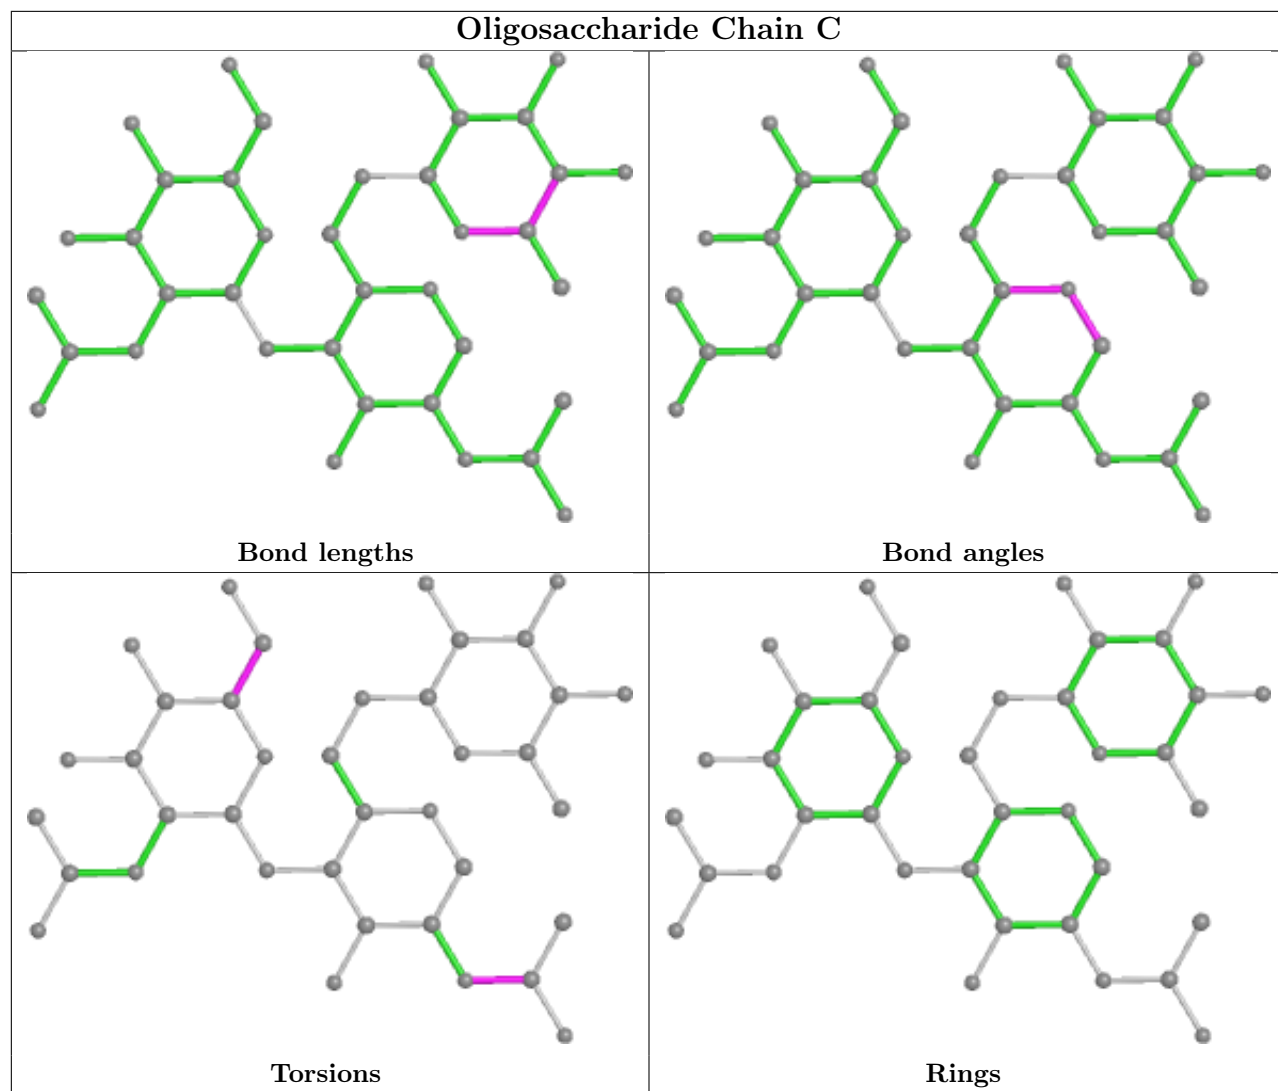 Oligosaccharide Chain C
Bond lengths
Bond angles
Torsions
Rings